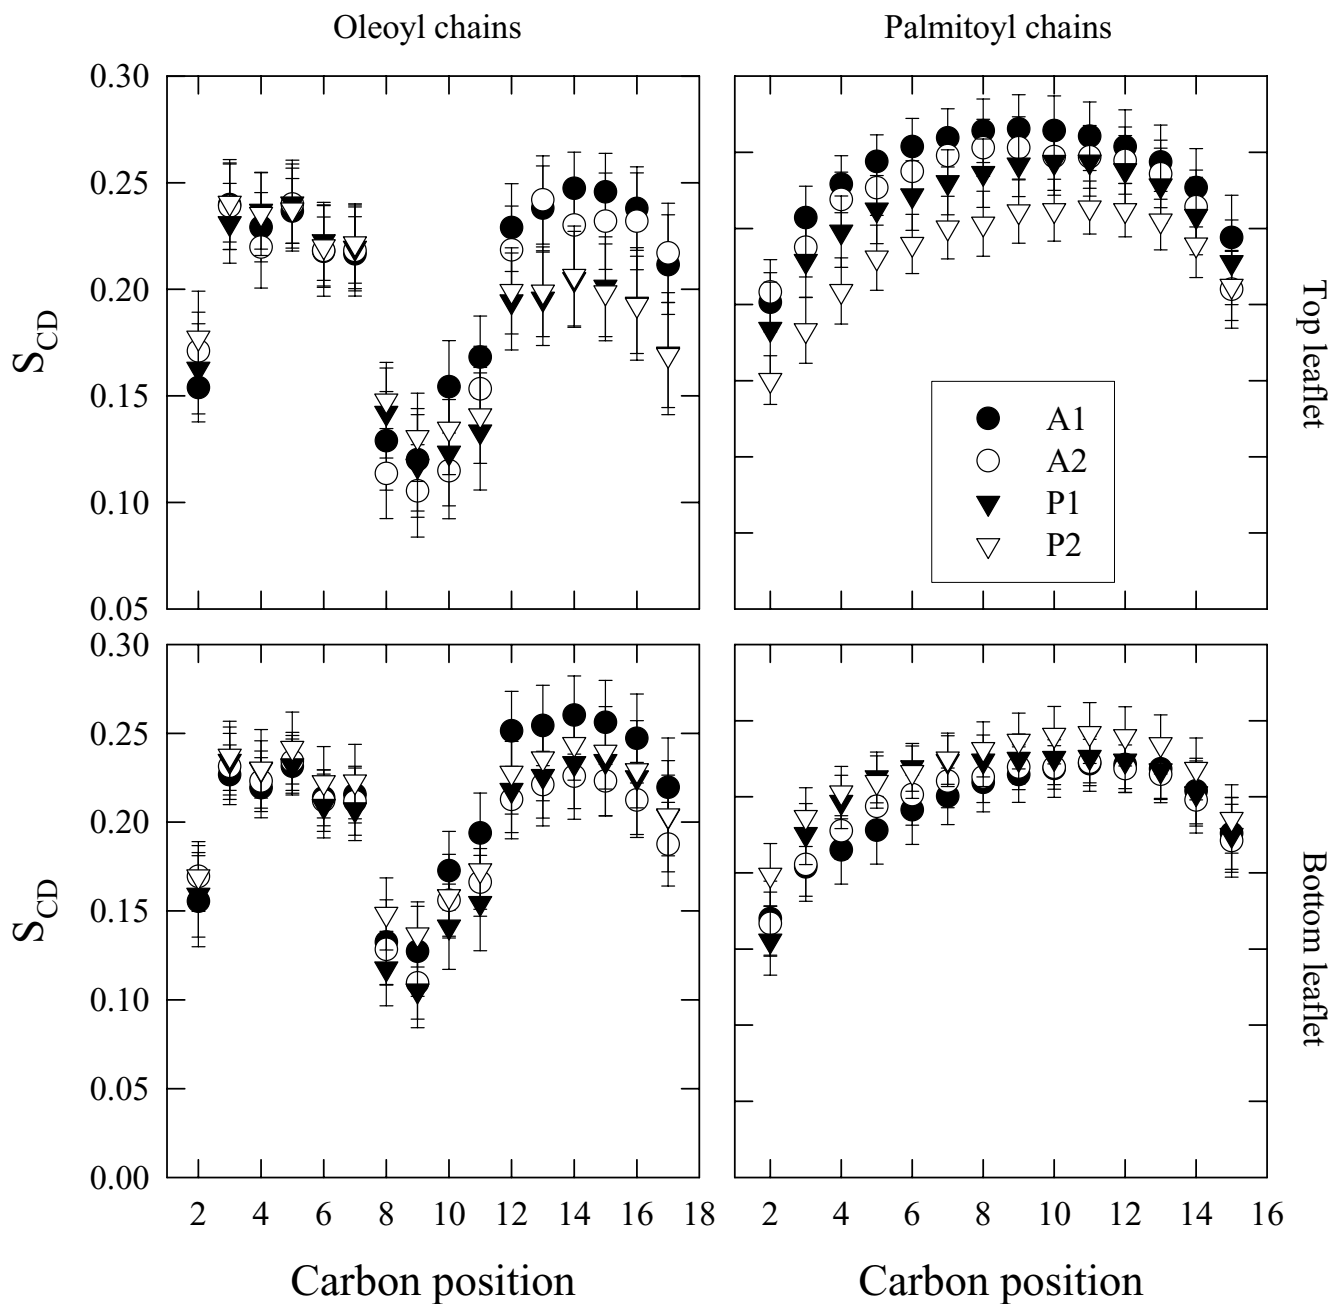 Oleoyl chains
Palmitoyl chains
0.30
0.25
0.20
0.15
0.10
0.05
S_CD
Top leaflet
A1
A2
P1
P2
0.30
0.25
0.20
0.15
0.10
0.05
0.00
S_CD
Bottom leaflet
2 4 6 8 10 12 14 16 18
2 4 6 8 10 12 14 16
Carbon position
Carbon position